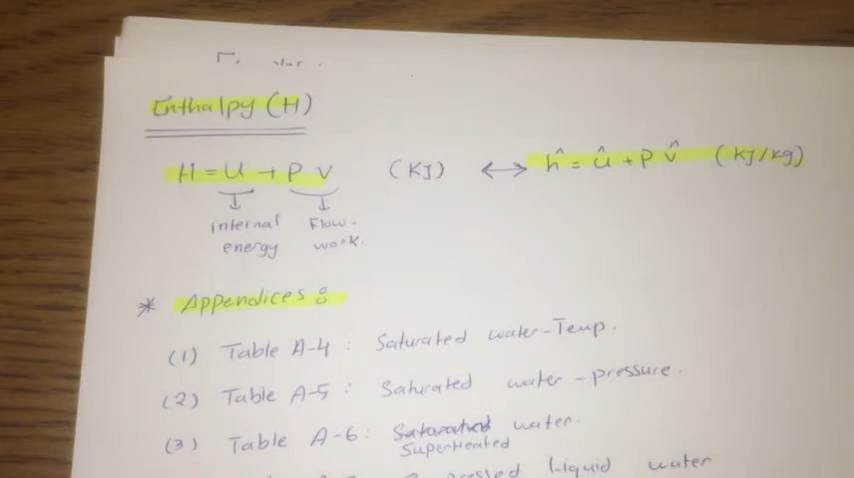 Enthalpy (H)
H = U + P V (KJ) ↔ ĥ = û + P v̂ (KJ/kg)
internal energy
Flow-work.
* Appendices :
(1) Table A-4 : Saturated water-Temp.
(2) Table A-5 : Saturated water-pressure.
(3) Table A-6 : Saturated water.
SuperHeated
liquid water